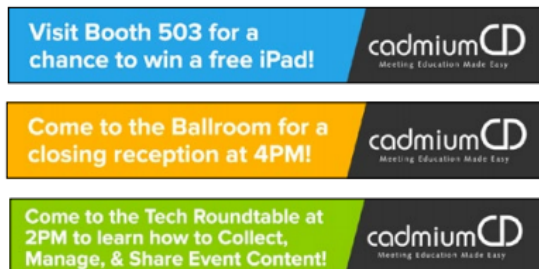 Visit Booth 503 for a
chance to win a free iPad!
cadmiumCD
Meeting Education Made Easy
Come to the Ballroom for a
closing reception at 4PM!
cadmiumCD
Meeting Education Made Easy
Come to the Tech Roundtable at
2PM to learn how to Collect,
Manage, & Share Event Content!
cadmiumCD
Meeting Education Made Easy